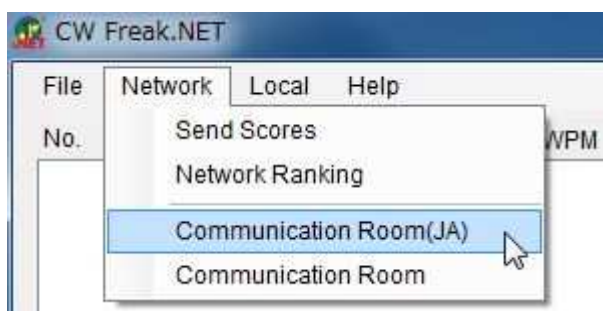 CW Freak.NET
File Network Local Help
No. Send Scores WPM
Network Ranking
Communication Room(JA)
Communication Room